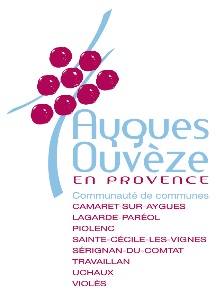 Aygues
Ouvèze
EN PROVENCE
Communauté de communes
CAMARET SUR AYGUES
LAGARDE-PARÉOL
PIOLENC
SAINTE-CÉCILE-LES-VIGNES
SÉRIGNAN-DU-COMTAT
TRAVAILLAN
UCHAUX
VIOLÈS